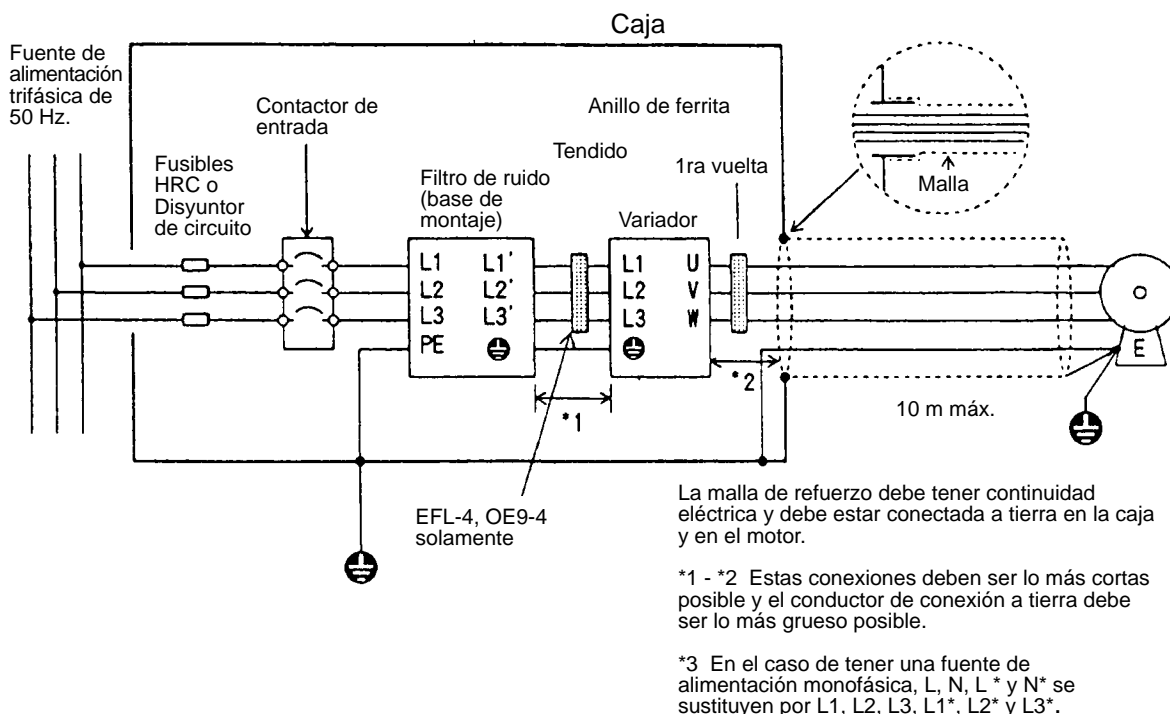 Caja
Fuente de
alimentación
trifásica de
50 Hz.
Contactor de
entrada
Anillo de ferrita
Tendido
1ra vuelta
Malla
Fusibles
HRC o
Disyuntor
de circuito
Filtro de ruido
(base de
montaje)
Variador
L1 L1' L1 U
L2 L2' L2 V
L3 L3' L3 W
PE
E
*1
*2
10 m máx.
EFL-4, OE9-4
solamente
La malla de refuerzo debe tener continuidad
eléctrica y debe estar conectada a tierra en la caja
y en el motor.
*1 - *2 Estas conexiones deben ser lo más cortas
posible y el conductor de conexión a tierra debe
ser lo más grueso posible.
*3 En el caso de tener una fuente de
alimentación monofásica, L, N, L * y N* se
sustituyen por L1, L2, L3, L1*, L2* y L3*.